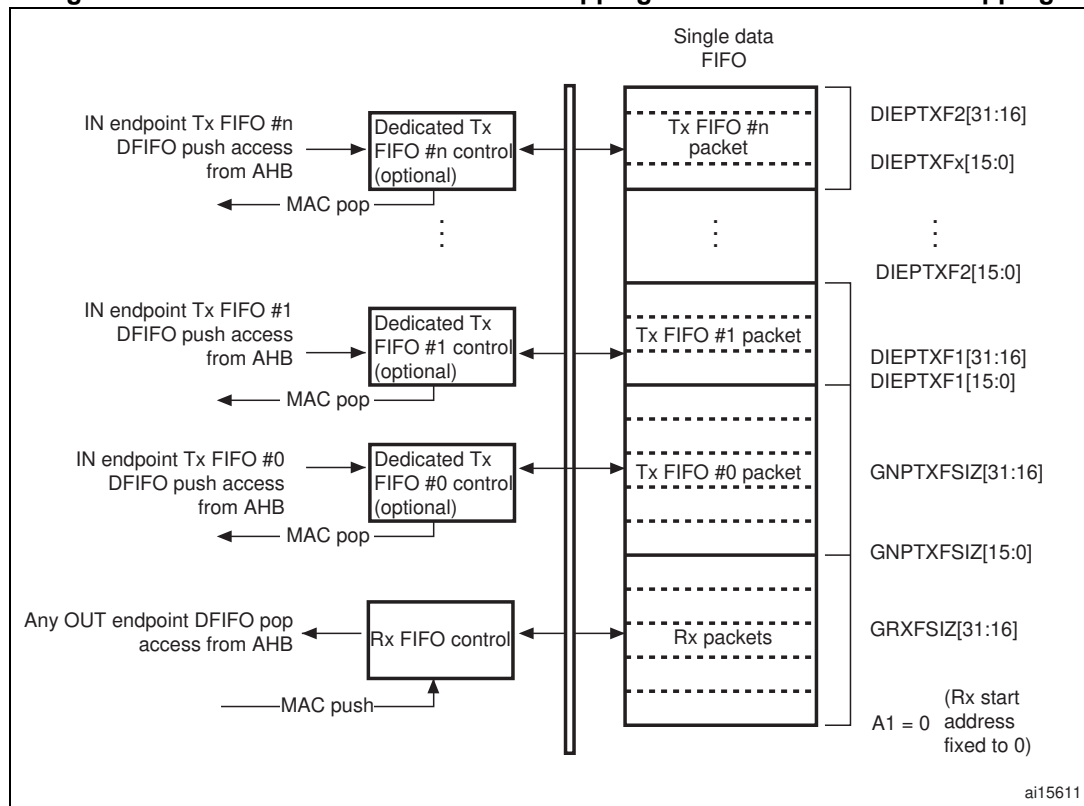 Single data
FIFO
IN endpoint Tx FIFO #n
DFIFO push access
from AHB
Dedicated Tx
FIFO #n control
(optional)
MAC pop
Tx FIFO #n
packet
DIEPTXF2[31:16]
DIEPTXFx[15:0]
DIEPTXF2[15:0]
IN endpoint Tx FIFO #1
DFIFO push access
from AHB
Dedicated Tx
FIFO #1 control
(optional)
MAC pop
Tx FIFO #1 packet
DIEPTXF1[31:16]
DIEPTXF1[15:0]
IN endpoint Tx FIFO #0
DFIFO push access
from AHB
Dedicated Tx
FIFO #0 control
(optional)
MAC pop
Tx FIFO #0 packet
GNPTXFSIZ[31:16]
GNPTXFSIZ[15:0]
Any OUT endpoint DFIFO pop
access from AHB
Rx FIFO control
MAC push
Rx packets
GRXFSIZ[31:16]
A1 = 0
(Rx start
address
fixed to 0)
ai15611